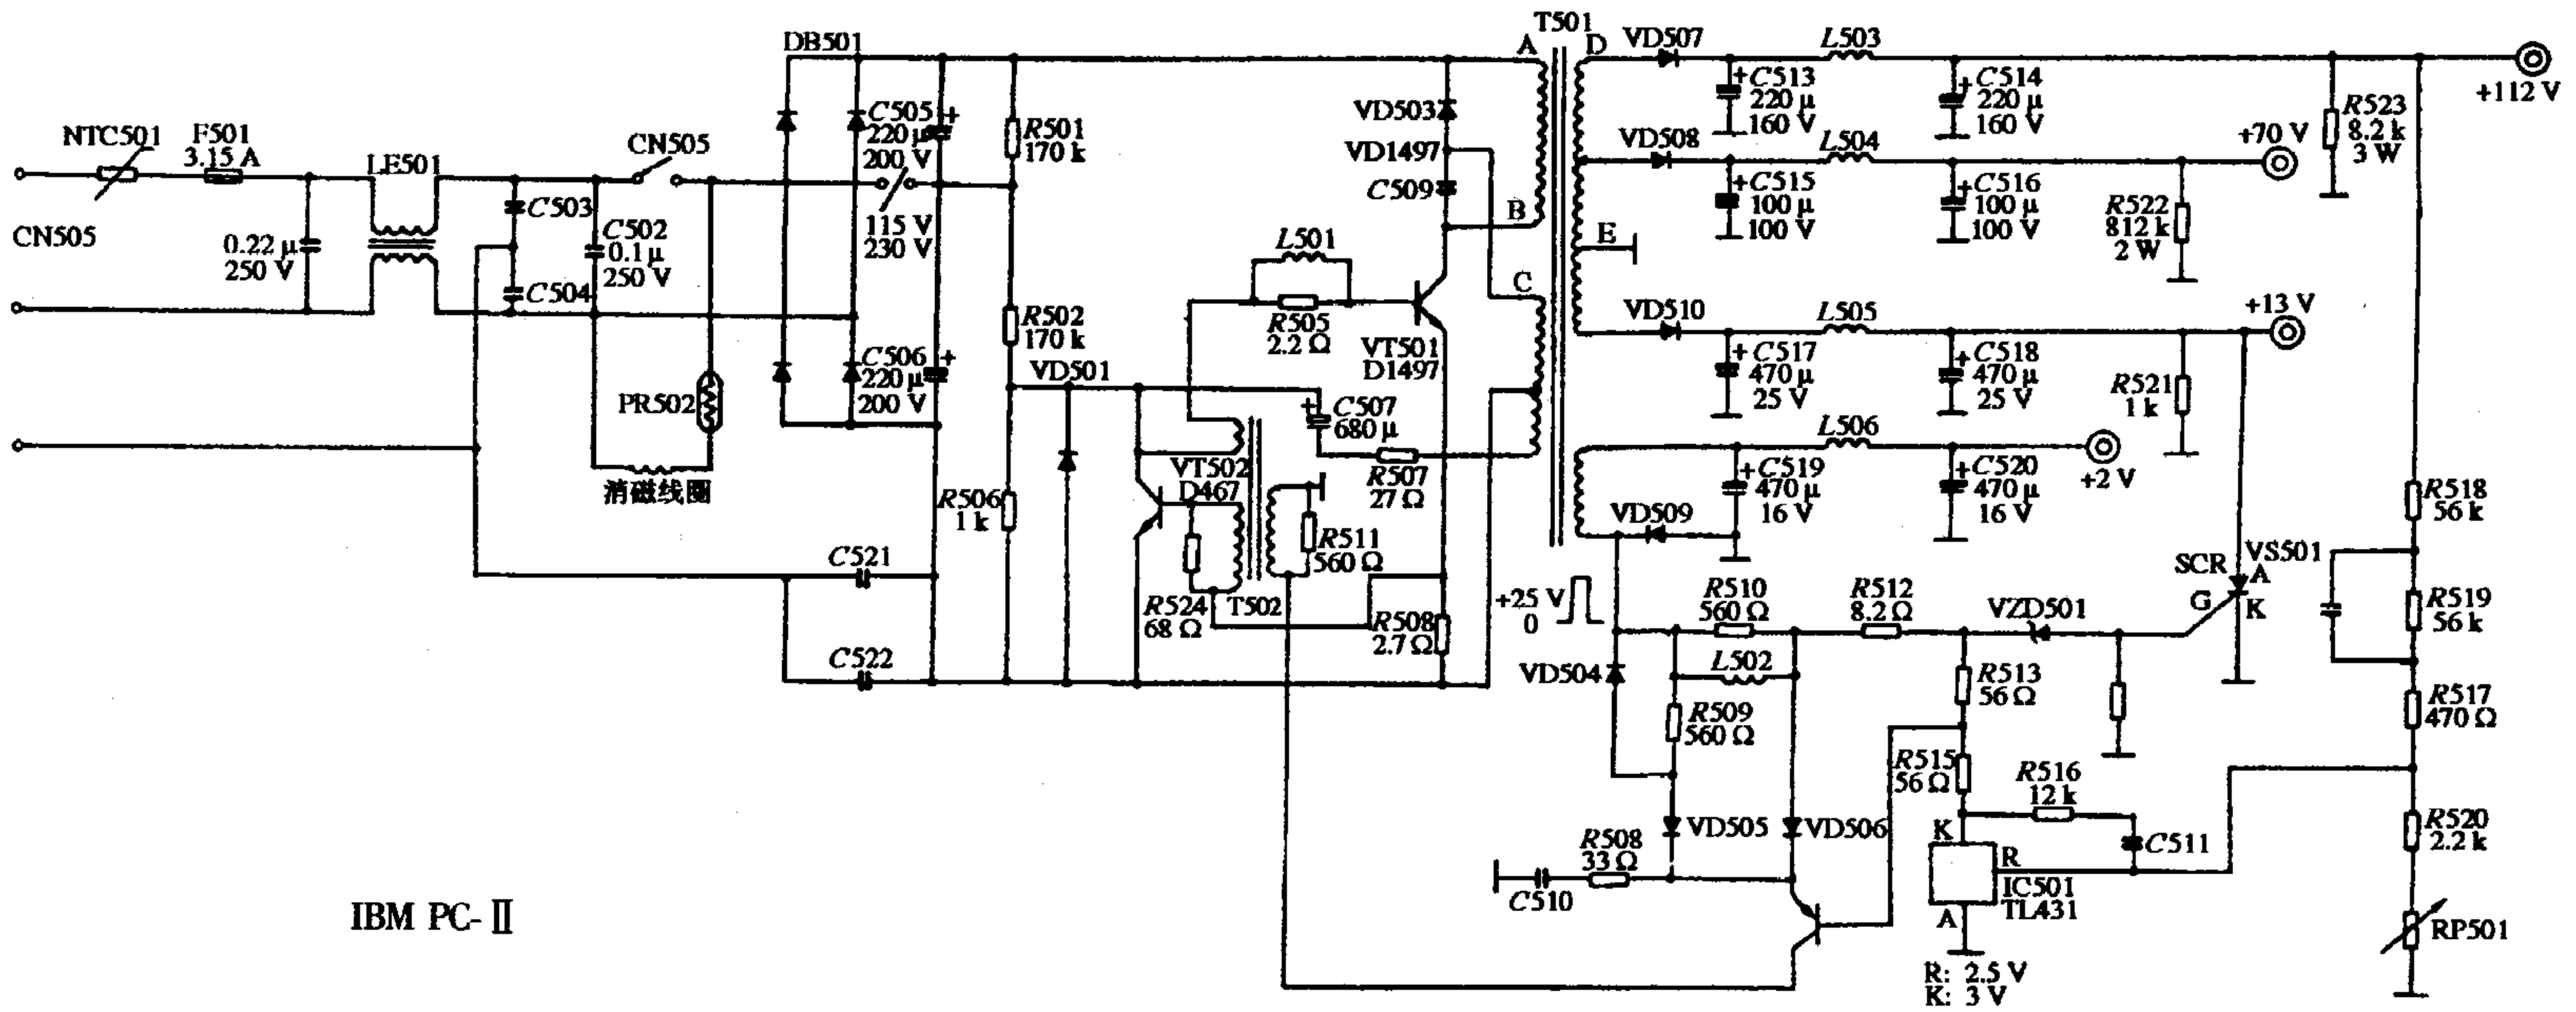 NTC501
F501
3.15 A
CN505
0.22 μ
250 V
LE501
C503
C504
C502
0.1 μ
250 V
CN505
PR502
消磁线圈
DB501
115 V
230 V
C505
220 μ
200 V
C506
220 μ
200 V
R501
170 k
R502
170 k
VD501
R506
1 k
C521
C522
VT502
D467
R524
68 Ω
T502
R511
560 Ω
L501
R505
2.2 Ω
C507
680 μ
R507
27 Ω
VD503
VD1497
C509
VT501
D1497
R508
2.7 Ω
T501
A
B
C
D
E
VD507
L503
C513
220 μ
160 V
C514
220 μ
160 V
+112 V
R523
8.2 k
3 W
VD508
L504
C515
100 μ
100 V
C516
100 μ
100 V
+70 V
R522
812 k
2 W
VD510
L505
C517
470 μ
25 V
C518
470 μ
25 V
+13 V
R521
1 k
L506
C519
470 μ
16 V
C520
470 μ
16 V
+2 V
VD509
+25 V
0
R510
560 Ω
R512
8.2 Ω
L502
VD504
R509
560 Ω
VD505
VD506
R508
33 Ω
C510
VZD501
SCR
VS501
A
G
K
R513
56 Ω
R515
56 Ω
R516
12 k
C511
K
R
A
IC501
TL431
R: 2.5 V
K: 3 V
R518
56 k
R519
56 k
R517
470 Ω
R520
2.2 k
RP501
IBM PC-Ⅱ